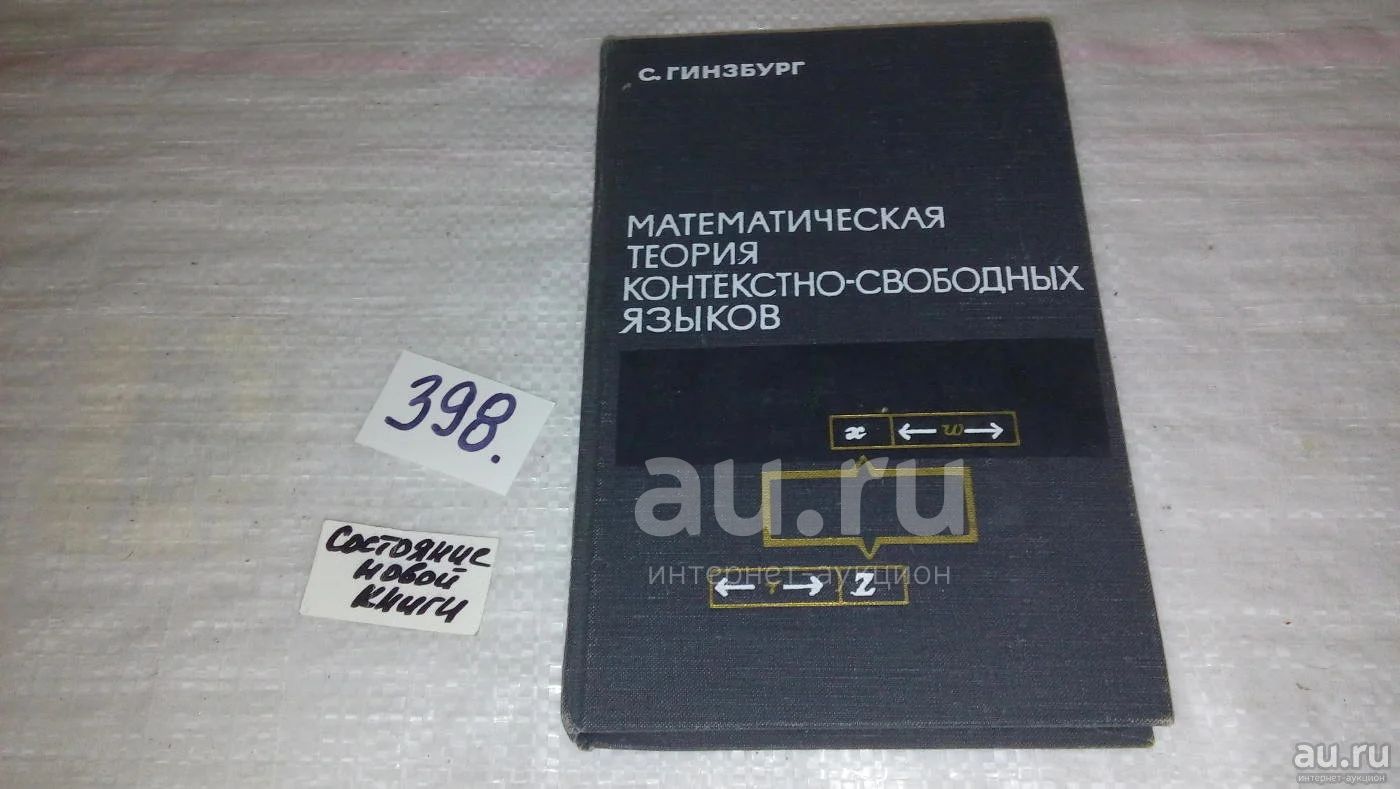 С. ГИНЗБУРГ
МАТЕМАТИЧЕСКАЯ
ТЕОРИЯ
КОНТЕКСТНО-СВОБОДНЫХ
ЯЗЫКОВ
x ← w →
← r → Z
398.
Состояние
новой
книги
au.ru
интернет-аукцион
au.ru
интернет-аукцион